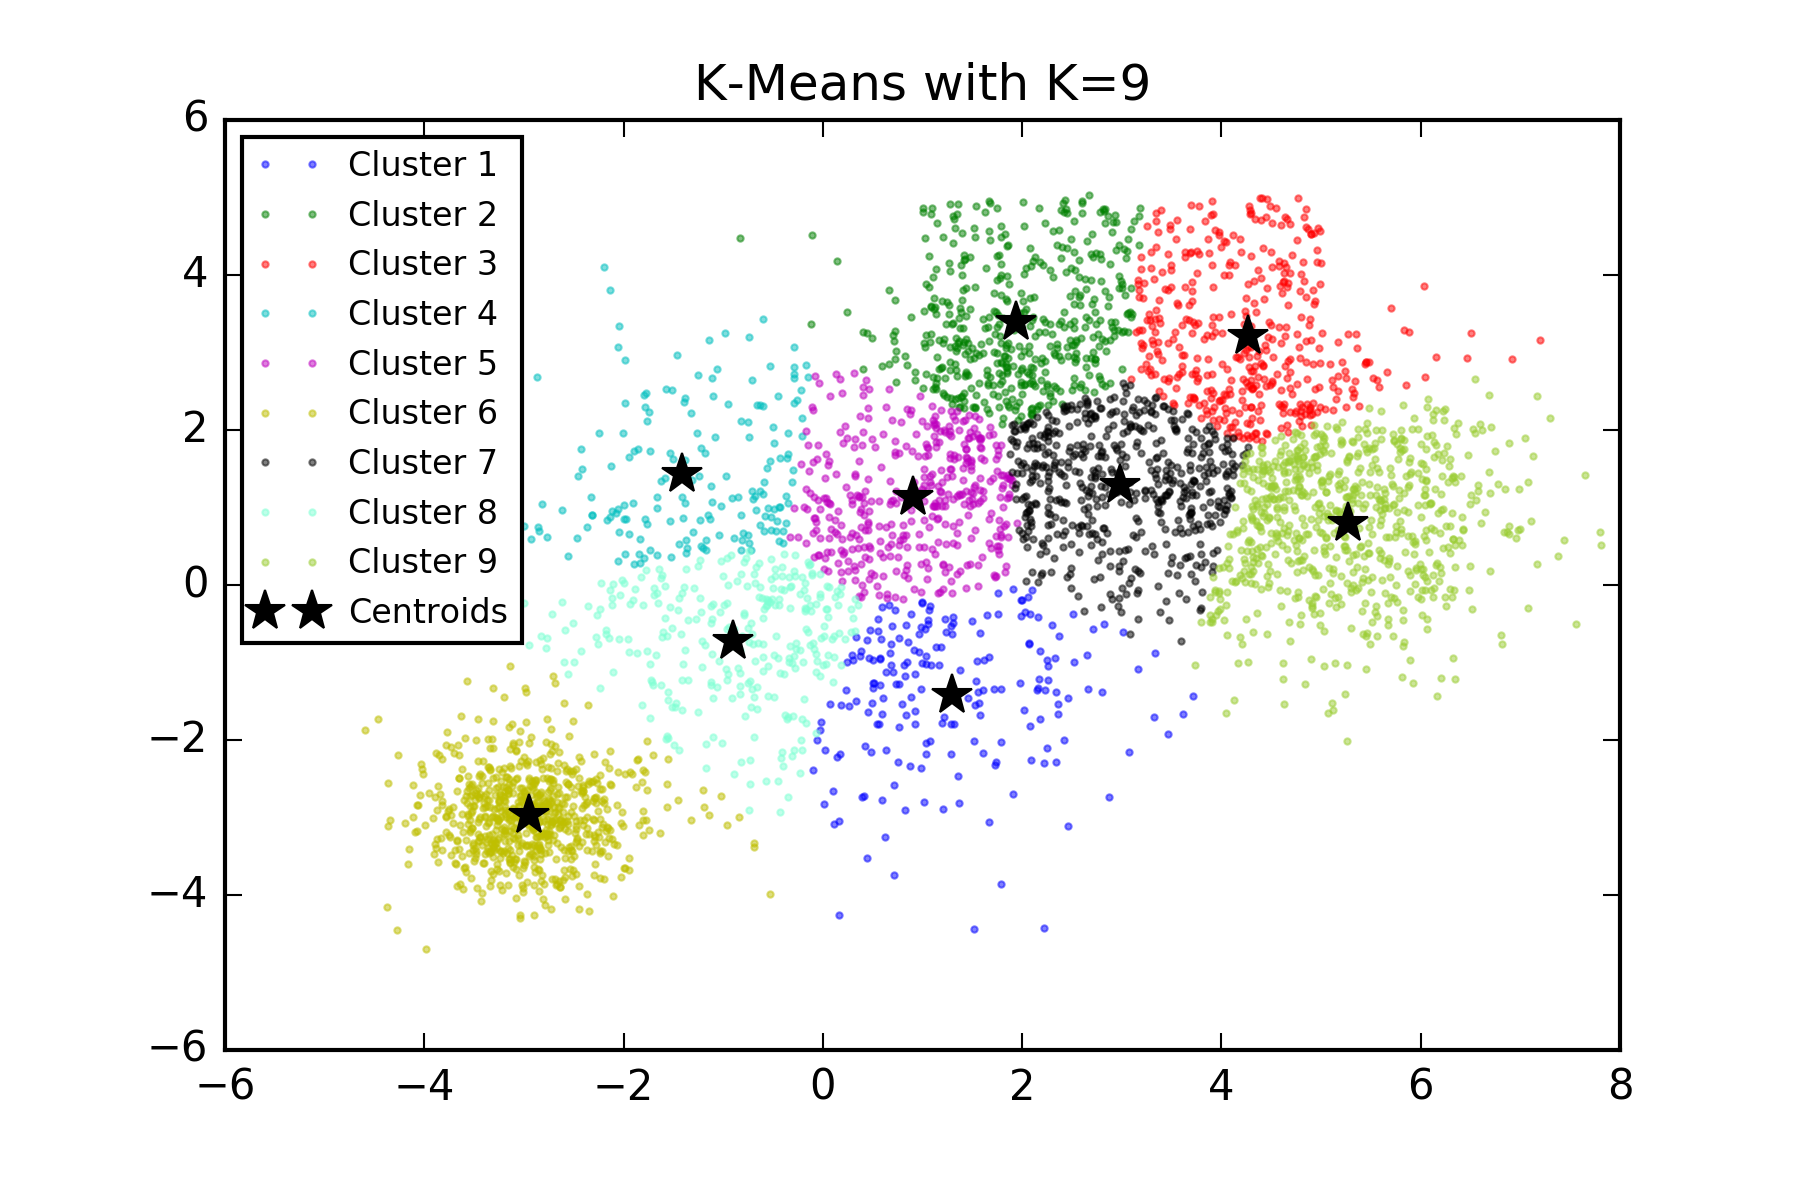 K-Means with K=9
6
4
2
0
−2
−4
−6
Cluster 1
Cluster 2
Cluster 3
Cluster 4
Cluster 5
Cluster 6
Cluster 7
Cluster 8
Cluster 9
Centroids
−6 −4 −2 0 2 4 6 8